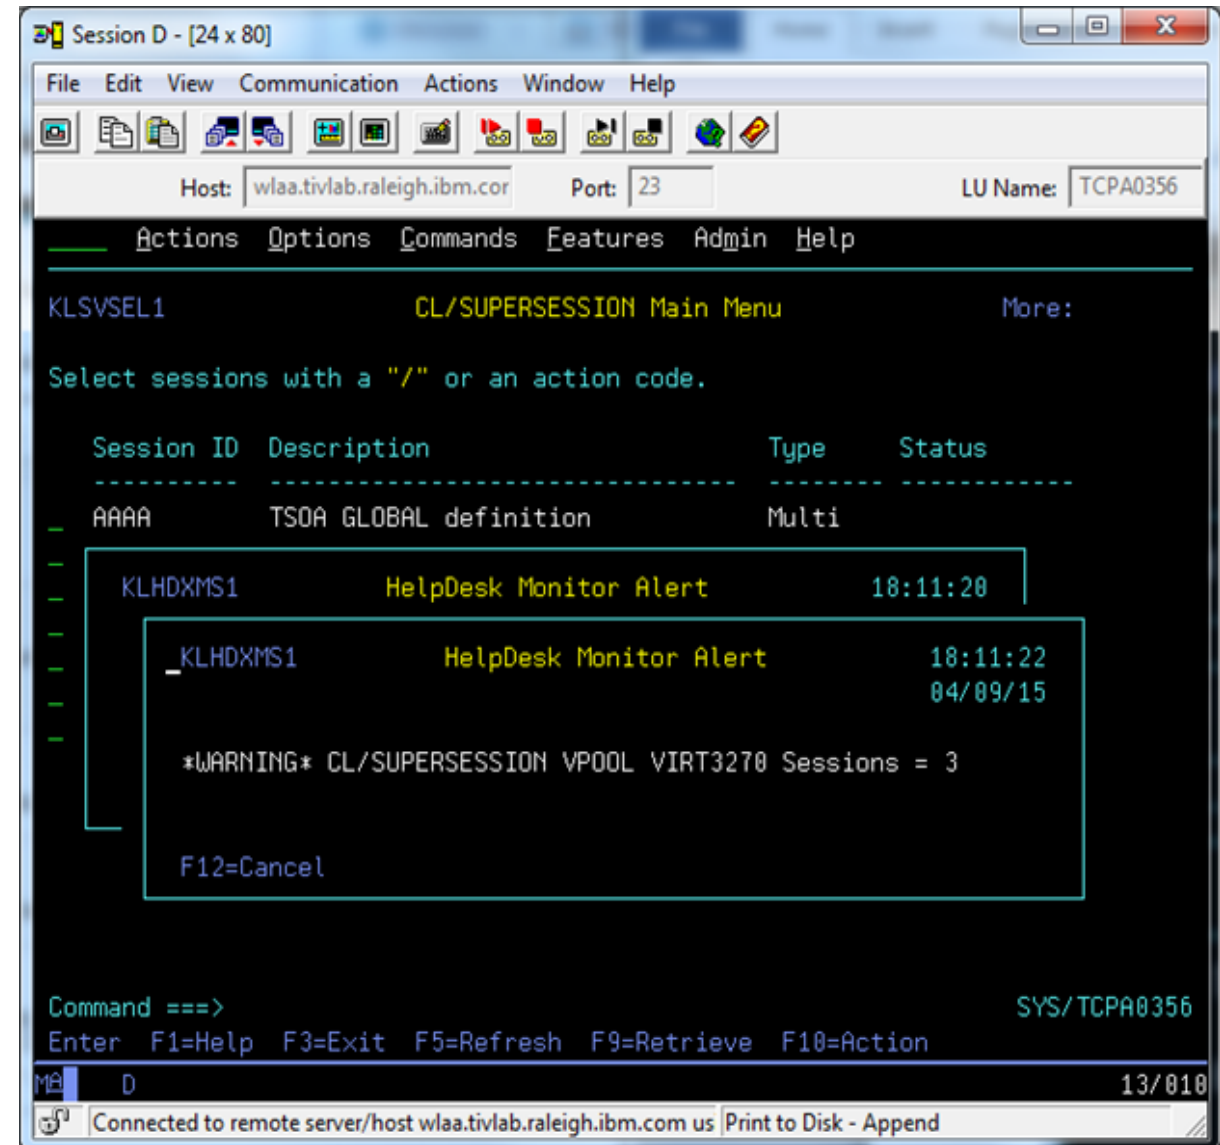 Session D - [24 x 80]
File Edit View Communication Actions Window Help
Host: wlaa.tivlab.raleigh.ibm.cor Port: 23 LU Name: TCPA0356
Actions Options Commands Features Admin Help
KLSVSEL1 CL/SUPERSESSION Main Menu More:
Select sessions with a "/" or an action code.
Session ID Description Type Status
---------- -------------------------------- -------- ------------
_ AAAA TSOA GLOBAL definition Multi
KLHDXMS1 HelpDesk Monitor Alert 18:11:20
_KLHDXMS1 HelpDesk Monitor Alert 18:11:22
04/09/15
*WARNING* CL/SUPERSESSION VPOOL VIRT3270 Sessions = 3
F12=Cancel
Command ===> SYS/TCPA0356
Enter F1=Help F3=Exit F5=Refresh F9=Retrieve F10=Action
MA D 13/010
Connected to remote server/host wlaa.tivlab.raleigh.ibm.com us Print to Disk - Append